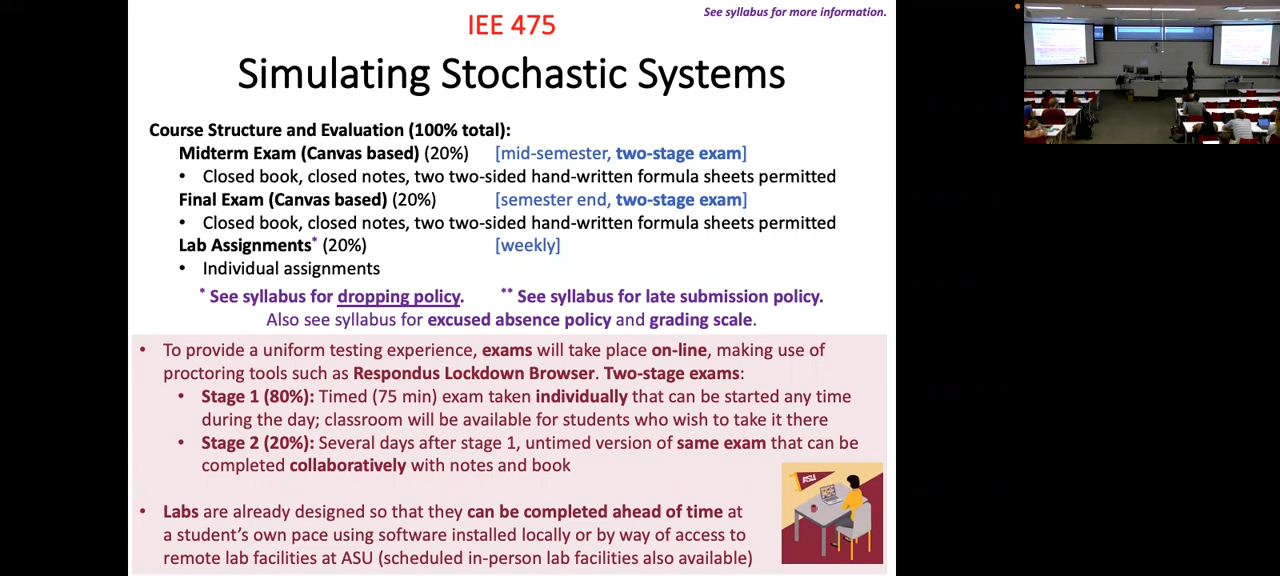 See syllabus for more information.
IEE 475
Simulating Stochastic Systems
Course Structure and Evaluation (100% total):
Midterm Exam (Canvas based) (20%) [mid-semester, two-stage exam]
• Closed book, closed notes, two two-sided hand-written formula sheets permitted
Final Exam (Canvas based) (20%) [semester end, two-stage exam]
• Closed book, closed notes, two two-sided hand-written formula sheets permitted
Lab Assignments* (20%) [weekly]
• Individual assignments
* See syllabus for dropping policy. ** See syllabus for late submission policy.
Also see syllabus for excused absence policy and grading scale.
• To provide a uniform testing experience, exams will take place on-line, making use of
proctoring tools such as Respondus Lockdown Browser. Two-stage exams:
• Stage 1 (80%): Timed (75 min) exam taken individually that can be started any time
during the day; classroom will be available for students who wish to take it there
• Stage 2 (20%): Several days after stage 1, untimed version of same exam that can be
completed collaboratively with notes and book
ASU
• Labs are already designed so that they can be completed ahead of time at
a student's own pace using software installed locally or by way of access to
remote lab facilities at ASU (scheduled in-person lab facilities also available)